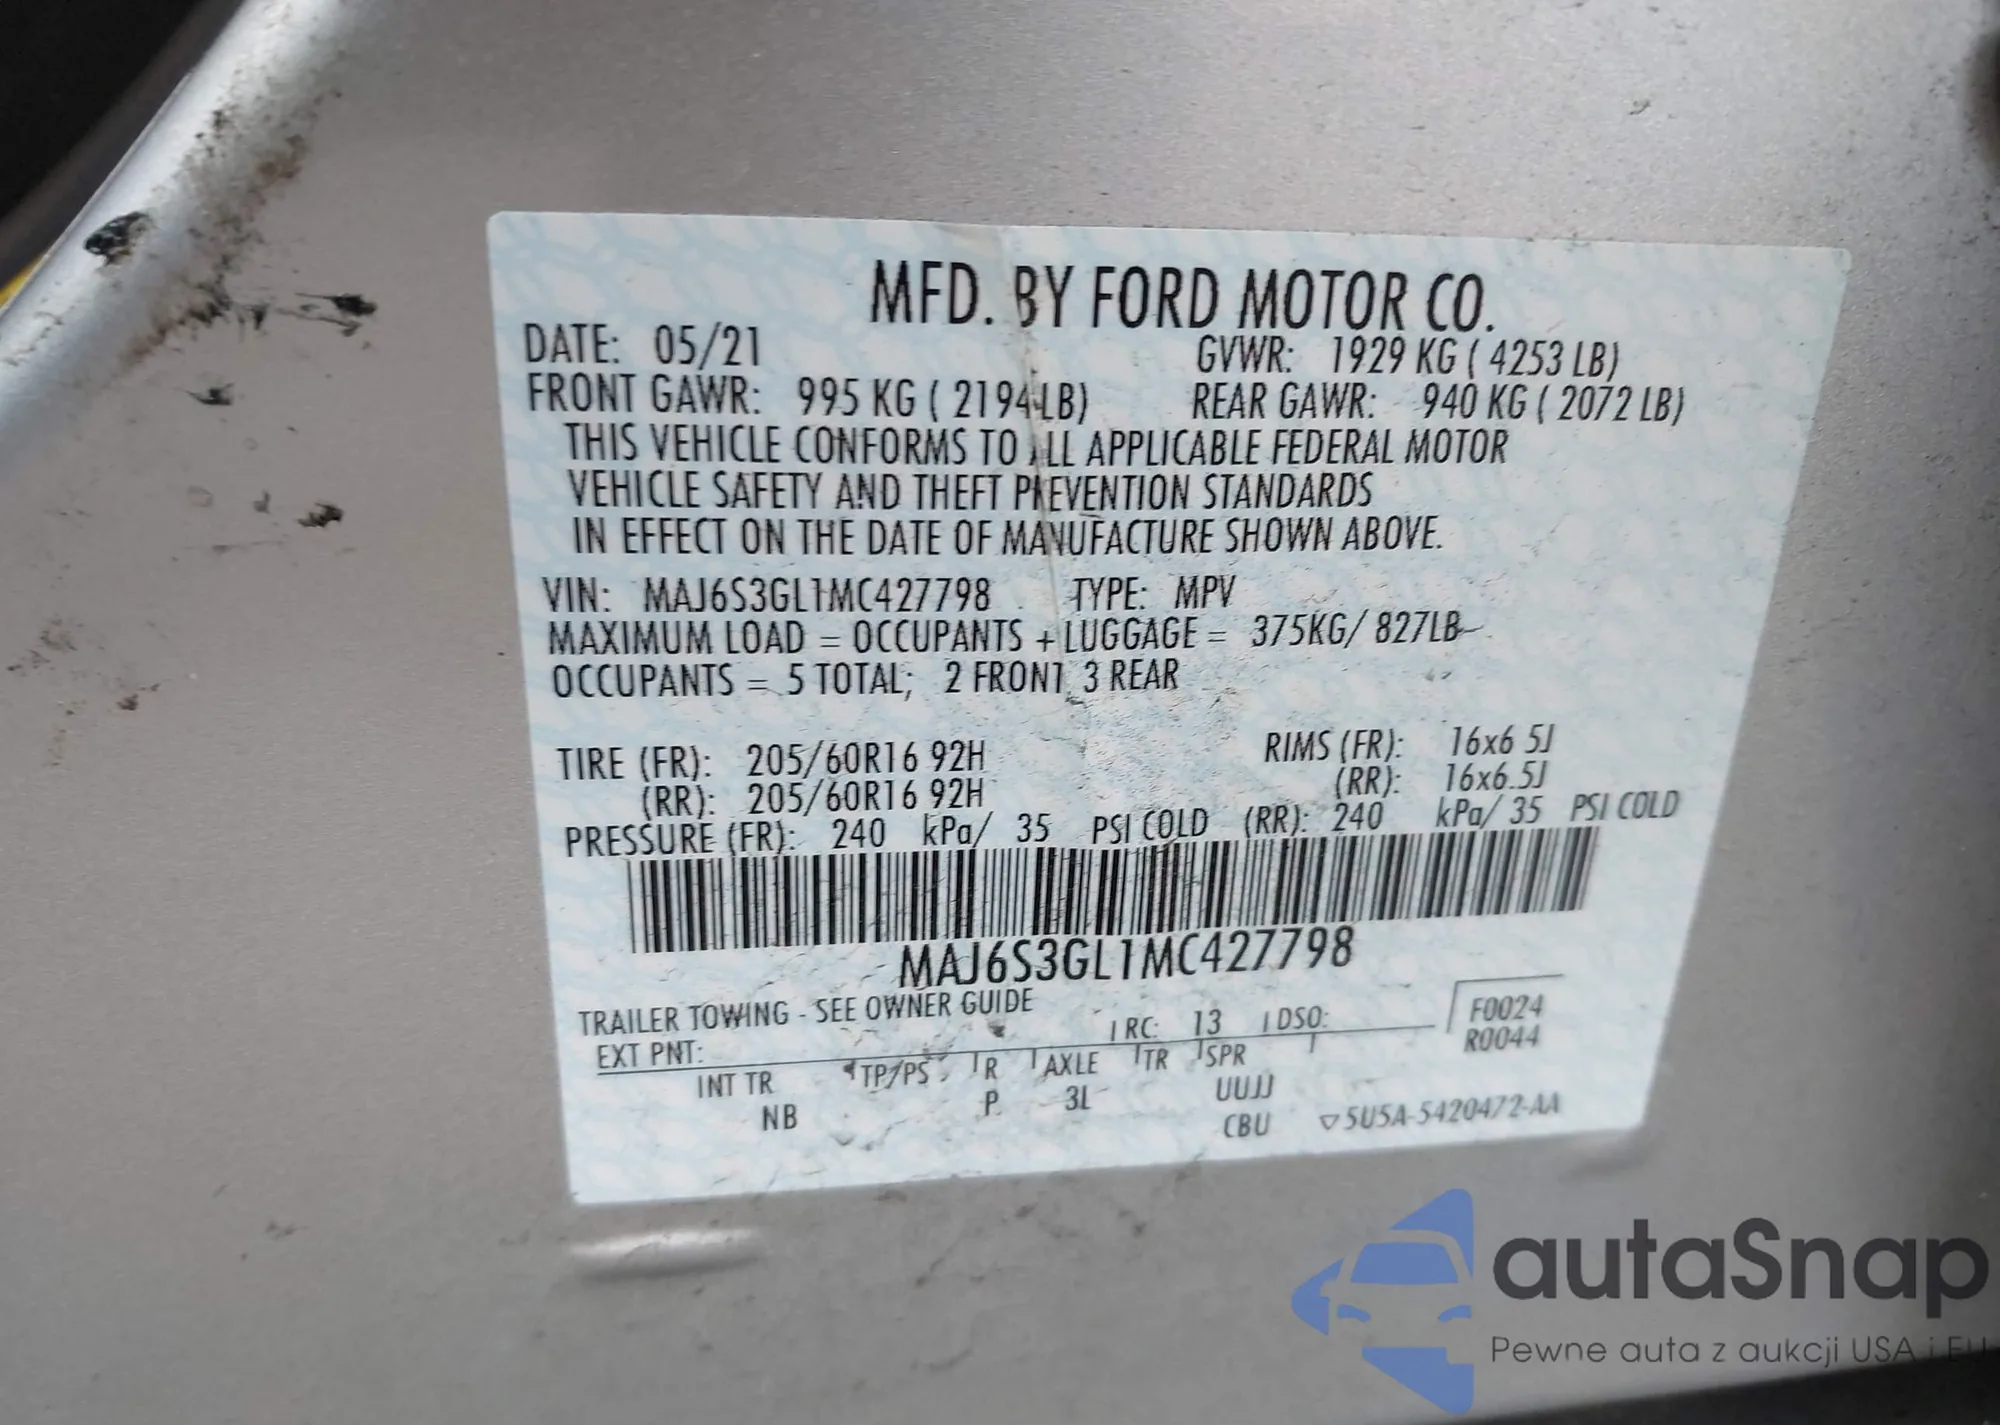 MFD. BY FORD MOTOR CO.
DATE: 05/21 GVWR: 1929 KG ( 4253 LB)
FRONT GAWR: 995 KG ( 2194 LB) REAR GAWR: 940 KG ( 2072 LB)
THIS VEHICLE CONFORMS TO ALL APPLICABLE FEDERAL MOTOR
VEHICLE SAFETY AND THEFT PREVENTION STANDARDS
IN EFFECT ON THE DATE OF MANUFACTURE SHOWN ABOVE.
VIN: MAJ6S3GL1MC427798 TYPE: MPV
MAXIMUM LOAD = OCCUPANTS + LUGGAGE = 375KG/ 827LB
OCCUPANTS = 5 TOTAL; 2 FRONT 3 REAR
TIRE (FR): 205/60R16 92H RIMS (FR): 16x6.5J
(RR): 205/60R16 92H (RR): 16x6.5J
PRESSURE (FR): 240 kPa/ 35 PSI COLD (RR): 240 kPa/ 35 PSI COLD
MAJ6S3GL1MC427798
TRAILER TOWING - SEE OWNER GUIDE
EXT PNT: RC: 13 DSO: F0024
R0044
INT TR TP/PS R AXLE TR SPR
NB P 3L UUJJ
CBU ▽5U5A-5420472-AA
autaSnap
Pewne auta z aukcji USA i EU